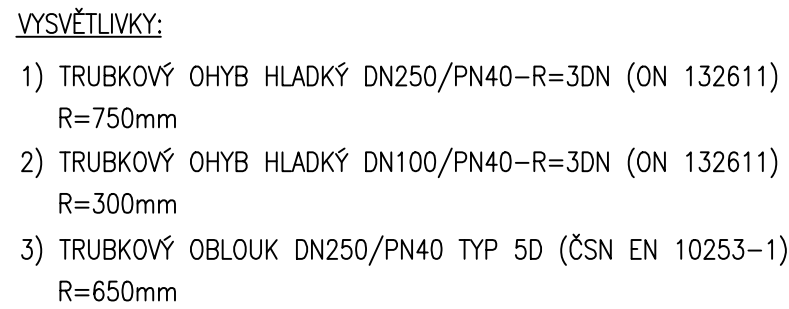 VYSVĚTLIVKY:
1) TRUBKOVÝ OHYB HLADKÝ DN250/PN40-R=3DN (ON 132611)
R=750mm
2) TRUBKOVÝ OHYB HLADKÝ DN100/PN40-R=3DN (ON 132611)
R=300mm
3) TRUBKOVÝ OBLOUK DN250/PN40 TYP 5D (ČSN EN 10253-1)
R=650mm